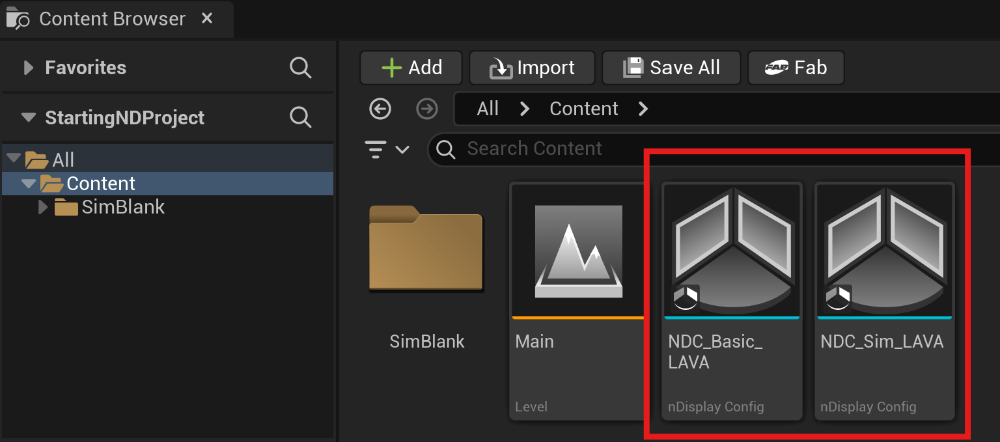 Content Browser
Favorites
StartingNDProject
All
Content
SimBlank
Add
Import
Save All
FAB Fab
All
Content
Search Content
SimBlank
Main
Level
NDC_Basic_
LAVA
nDisplay Config
NDC_Sim_LAVA
nDisplay Config